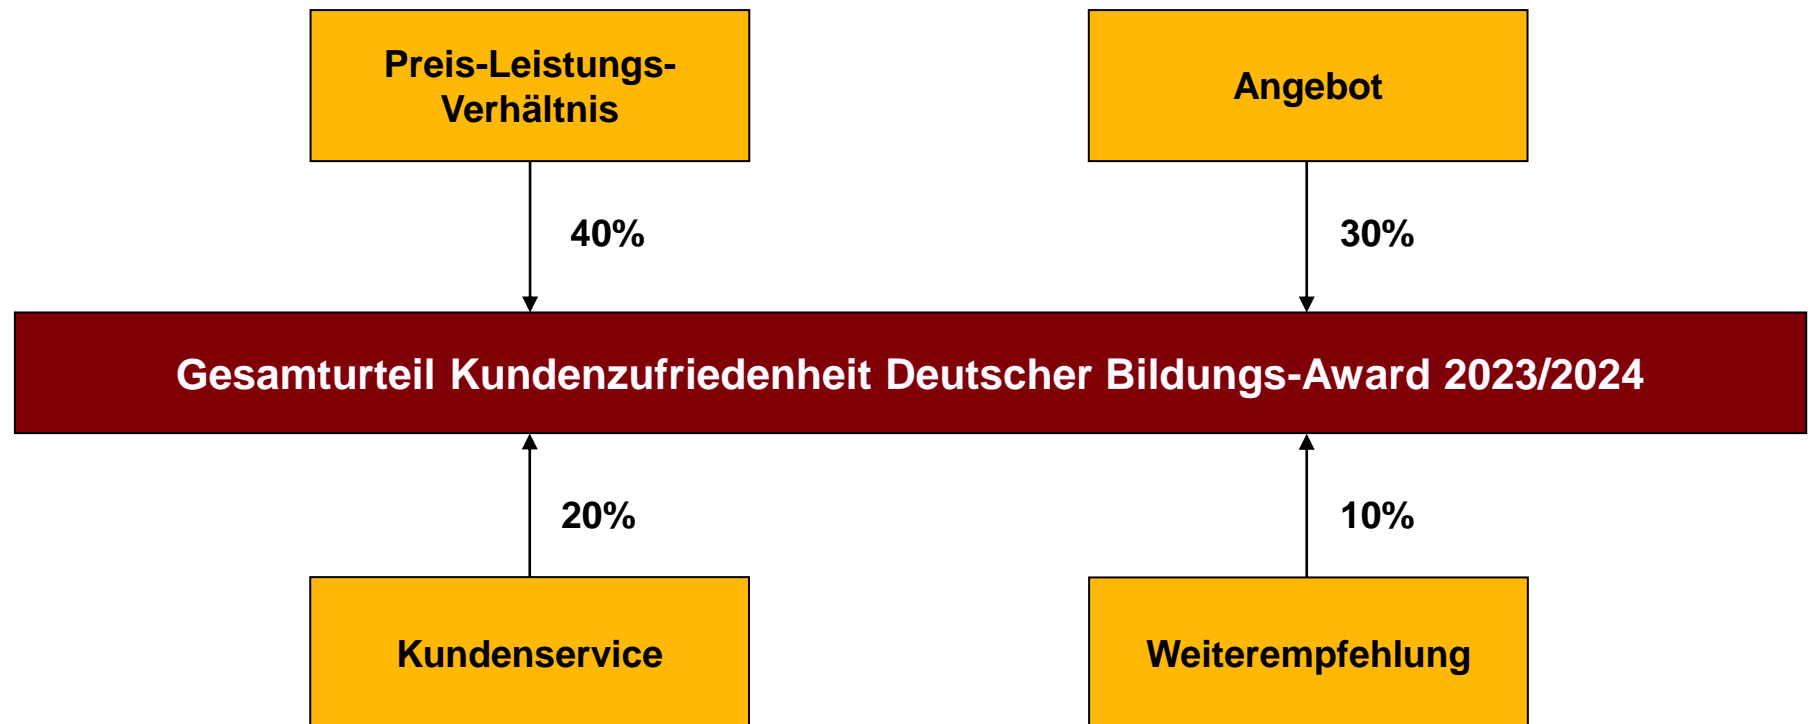 Preis-Leistungs-
Verhältnis
Angebot
40%
30%
Gesamturteil Kundenzufriedenheit Deutscher Bildungs-Award 2023/2024
20%
10%
Kundenservice
Weiterempfehlung